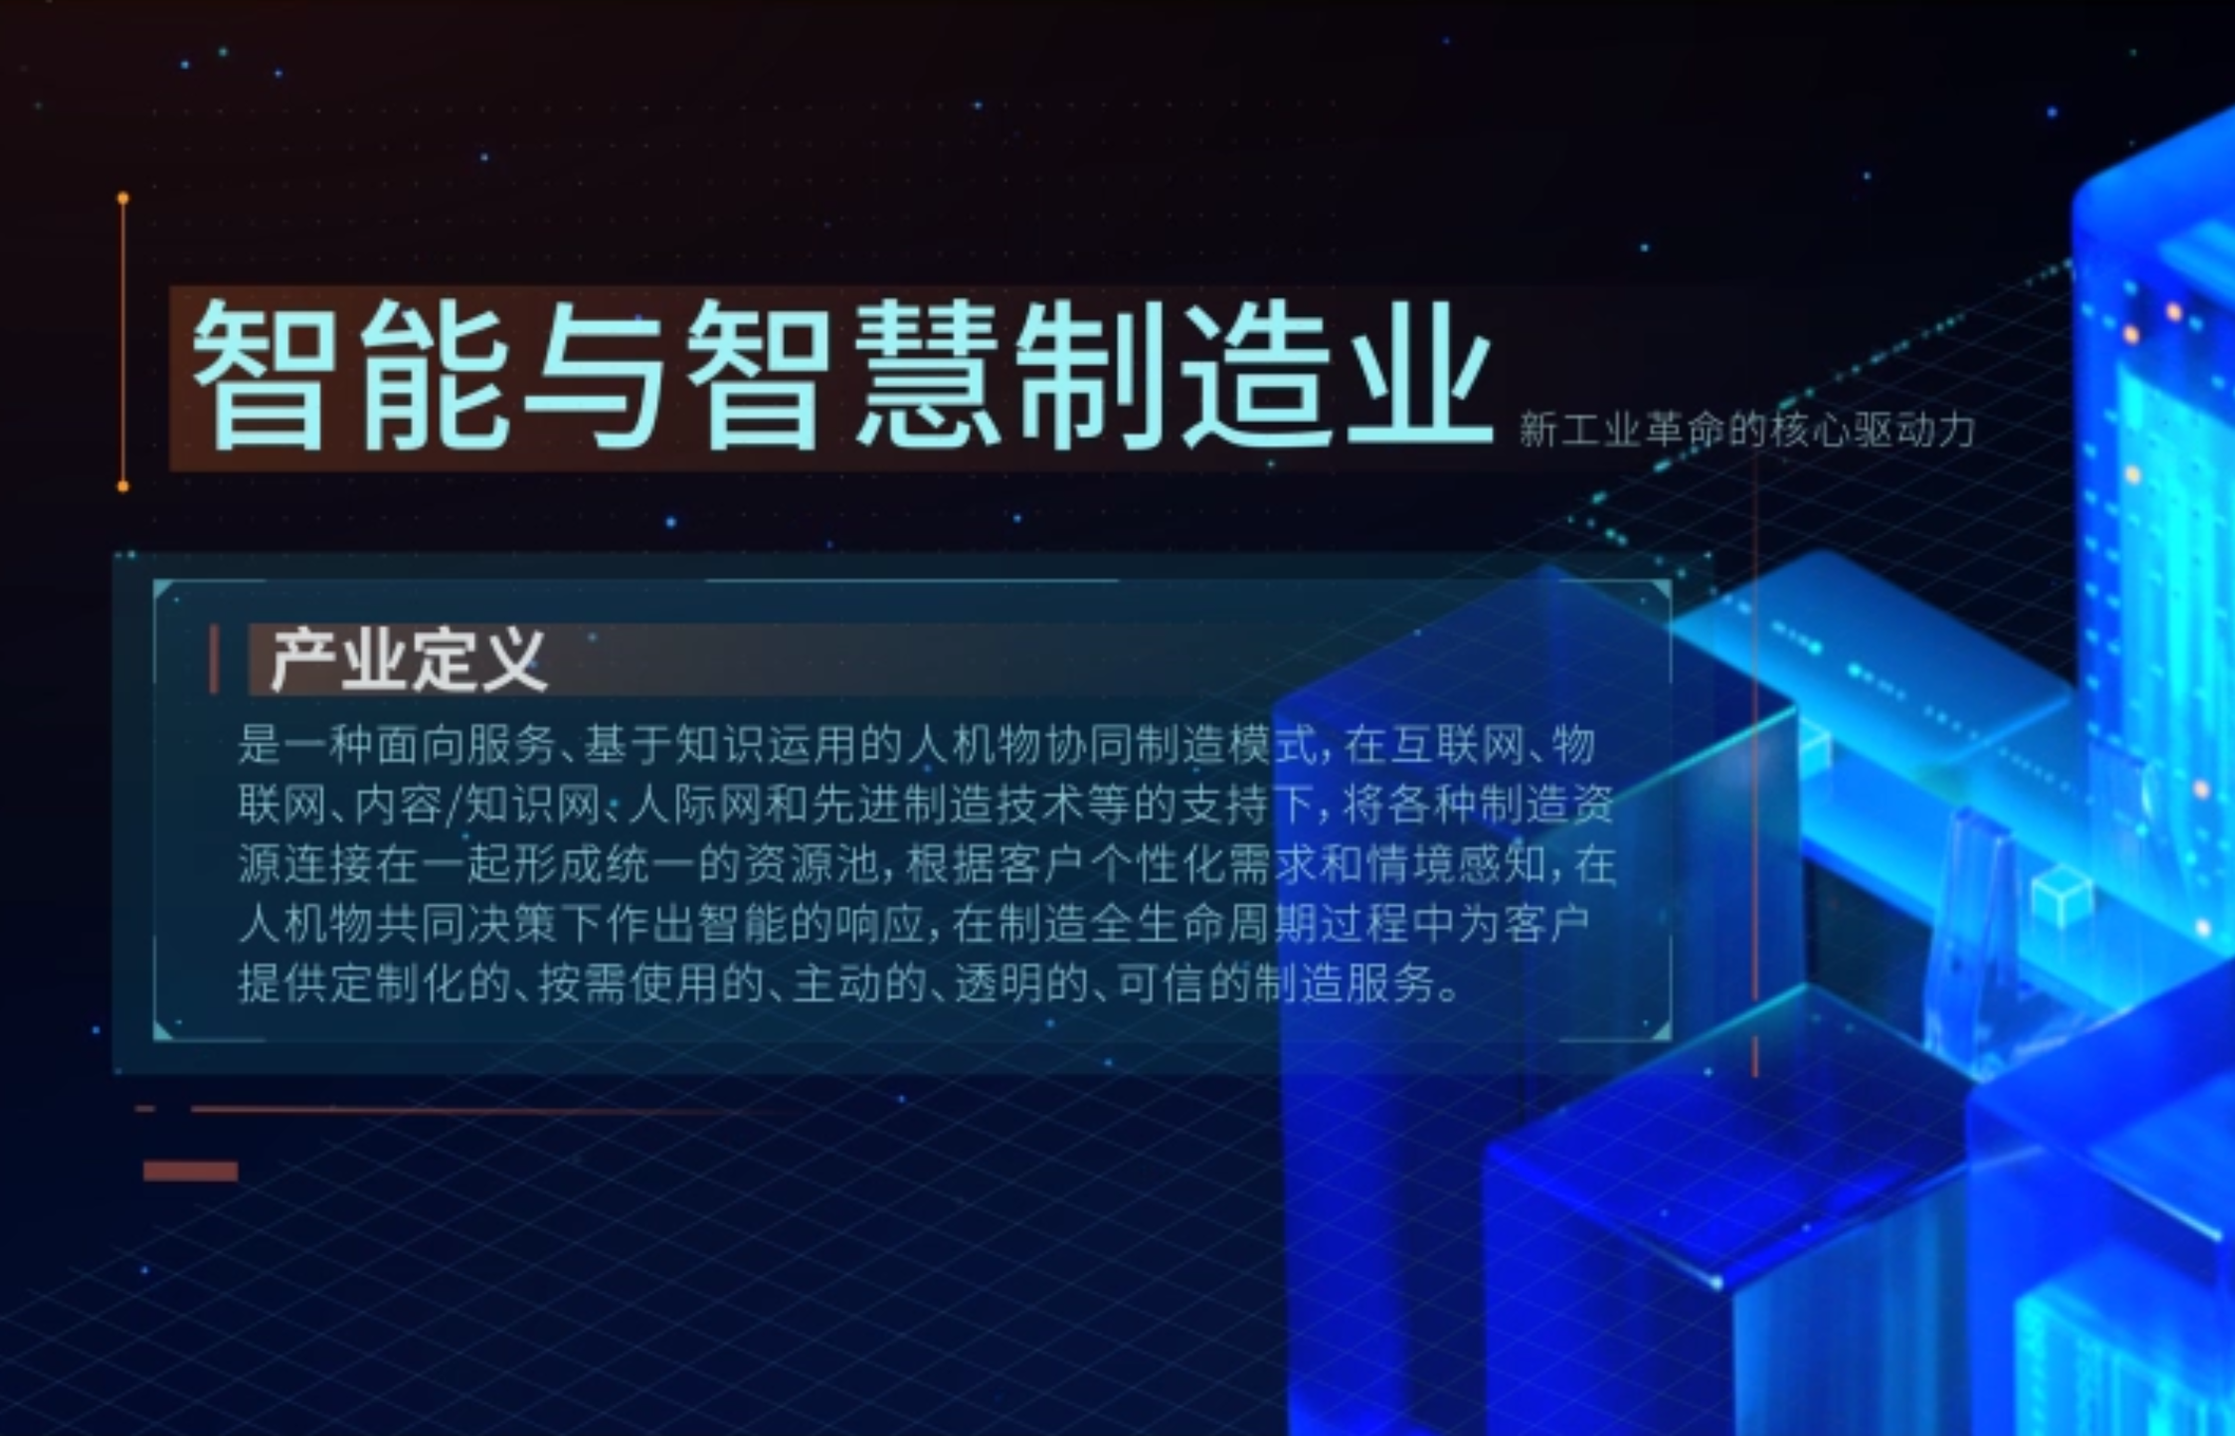 智能与智慧制造业 新工业革命的核心驱动力
产业定义
是一种面向服务、基于知识运用的人机物协同制造模式，在互联网、物
联网、内容/知识网、人际网和先进制造技术等的支持下，将各种制造资
源连接在一起形成统一的资源池，根据客户个性化需求和情境感知，在
人机物共同决策下作出智能的响应，在制造全生命周期过程中为客户
提供定制化的、按需使用的、主动的、透明的、可信的制造服务。